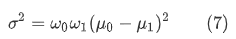 σ² = ω₀ω₁(μ₀ − μ₁)² (7)